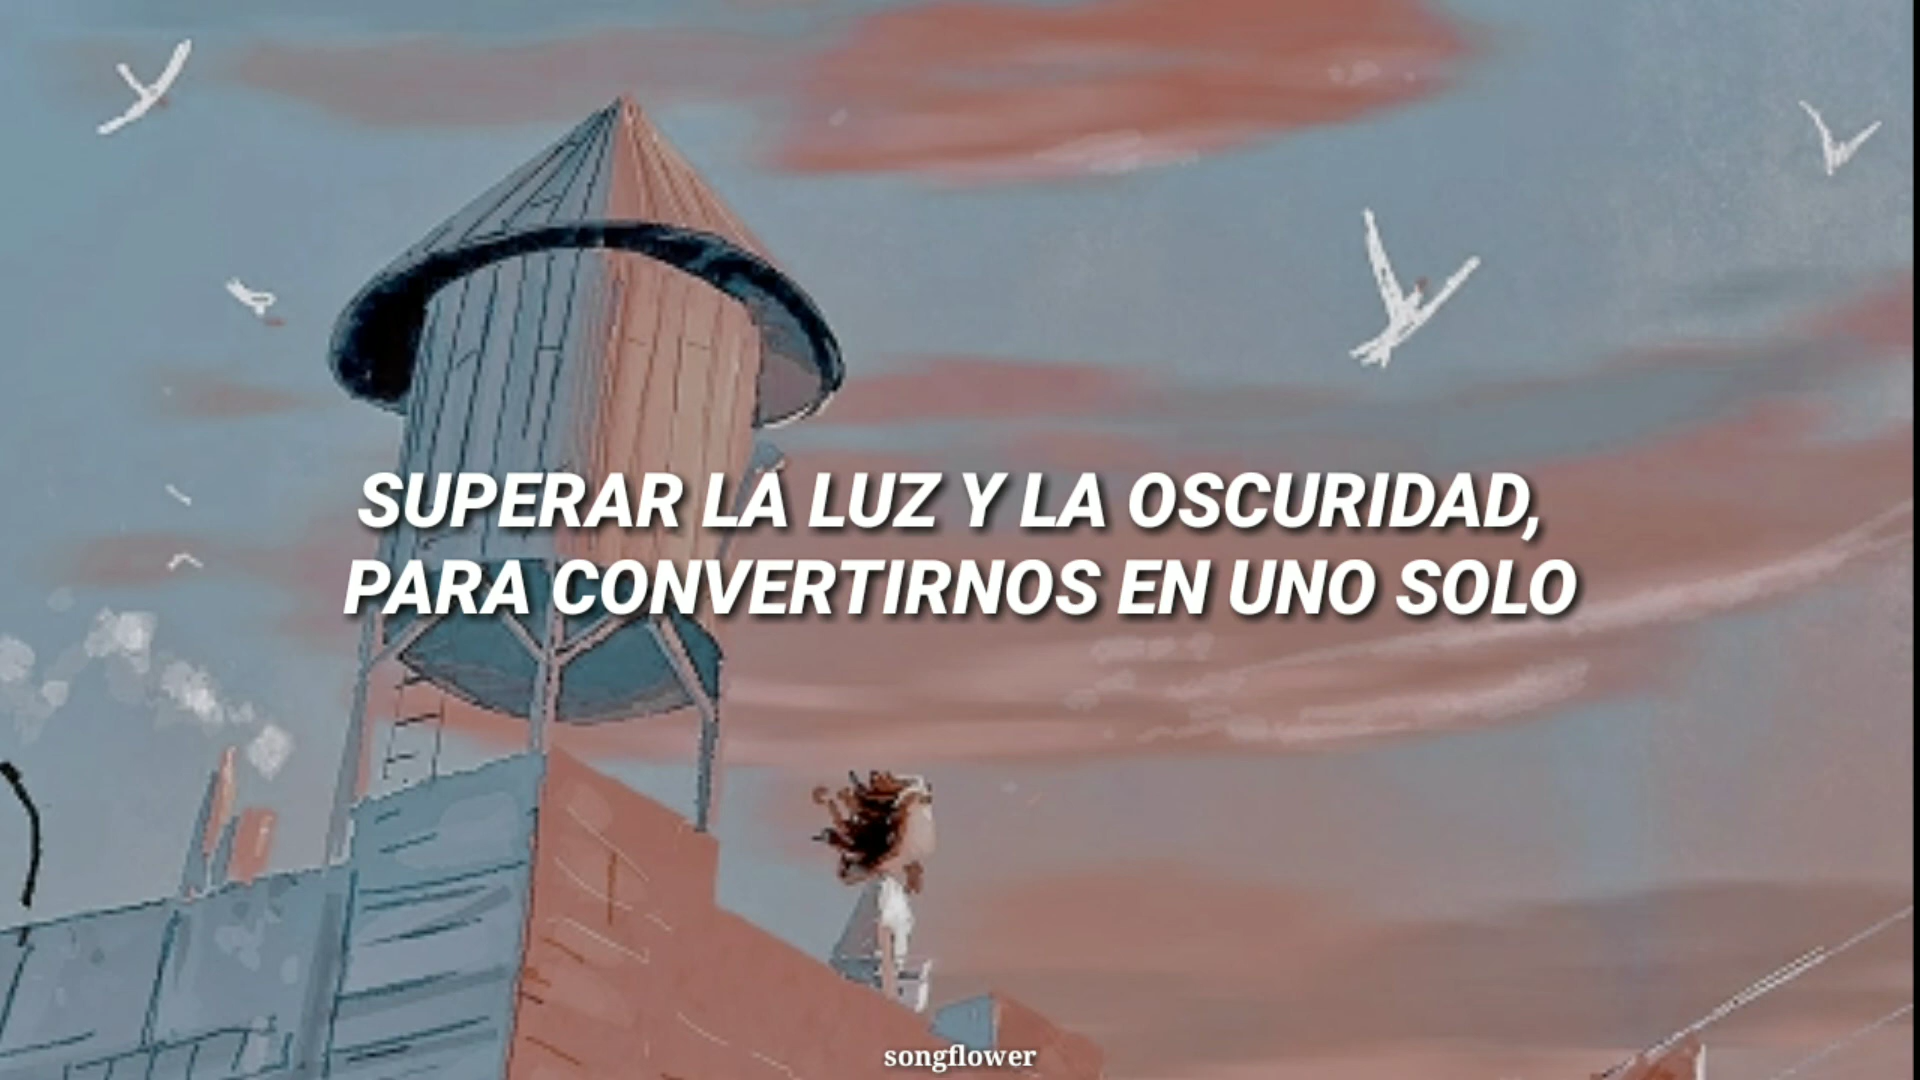 SUPERAR LA LUZ Y LA OSCURIDAD,
PARA CONVERTIRNOS EN UNO SOLO
songflower